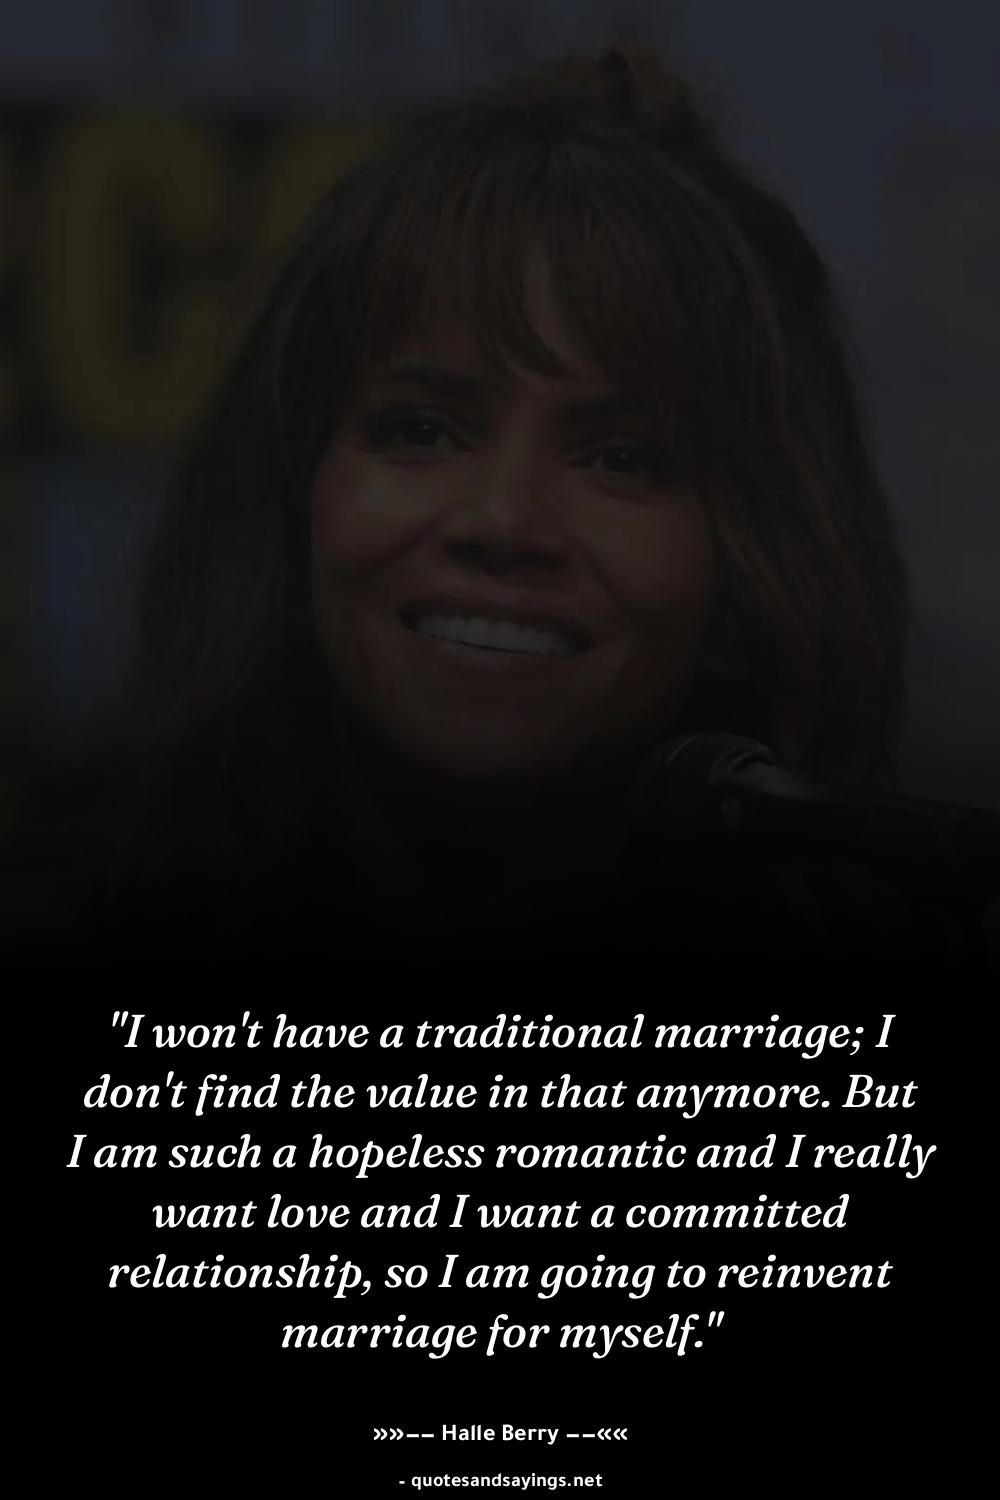 "I won't have a traditional marriage; I
don't find the value in that anymore. But
I am such a hopeless romantic and I really
want love and I want a committed
relationship, so I am going to reinvent
marriage for myself."
»»−− Halle Berry −−««
- quotesandsayings.net